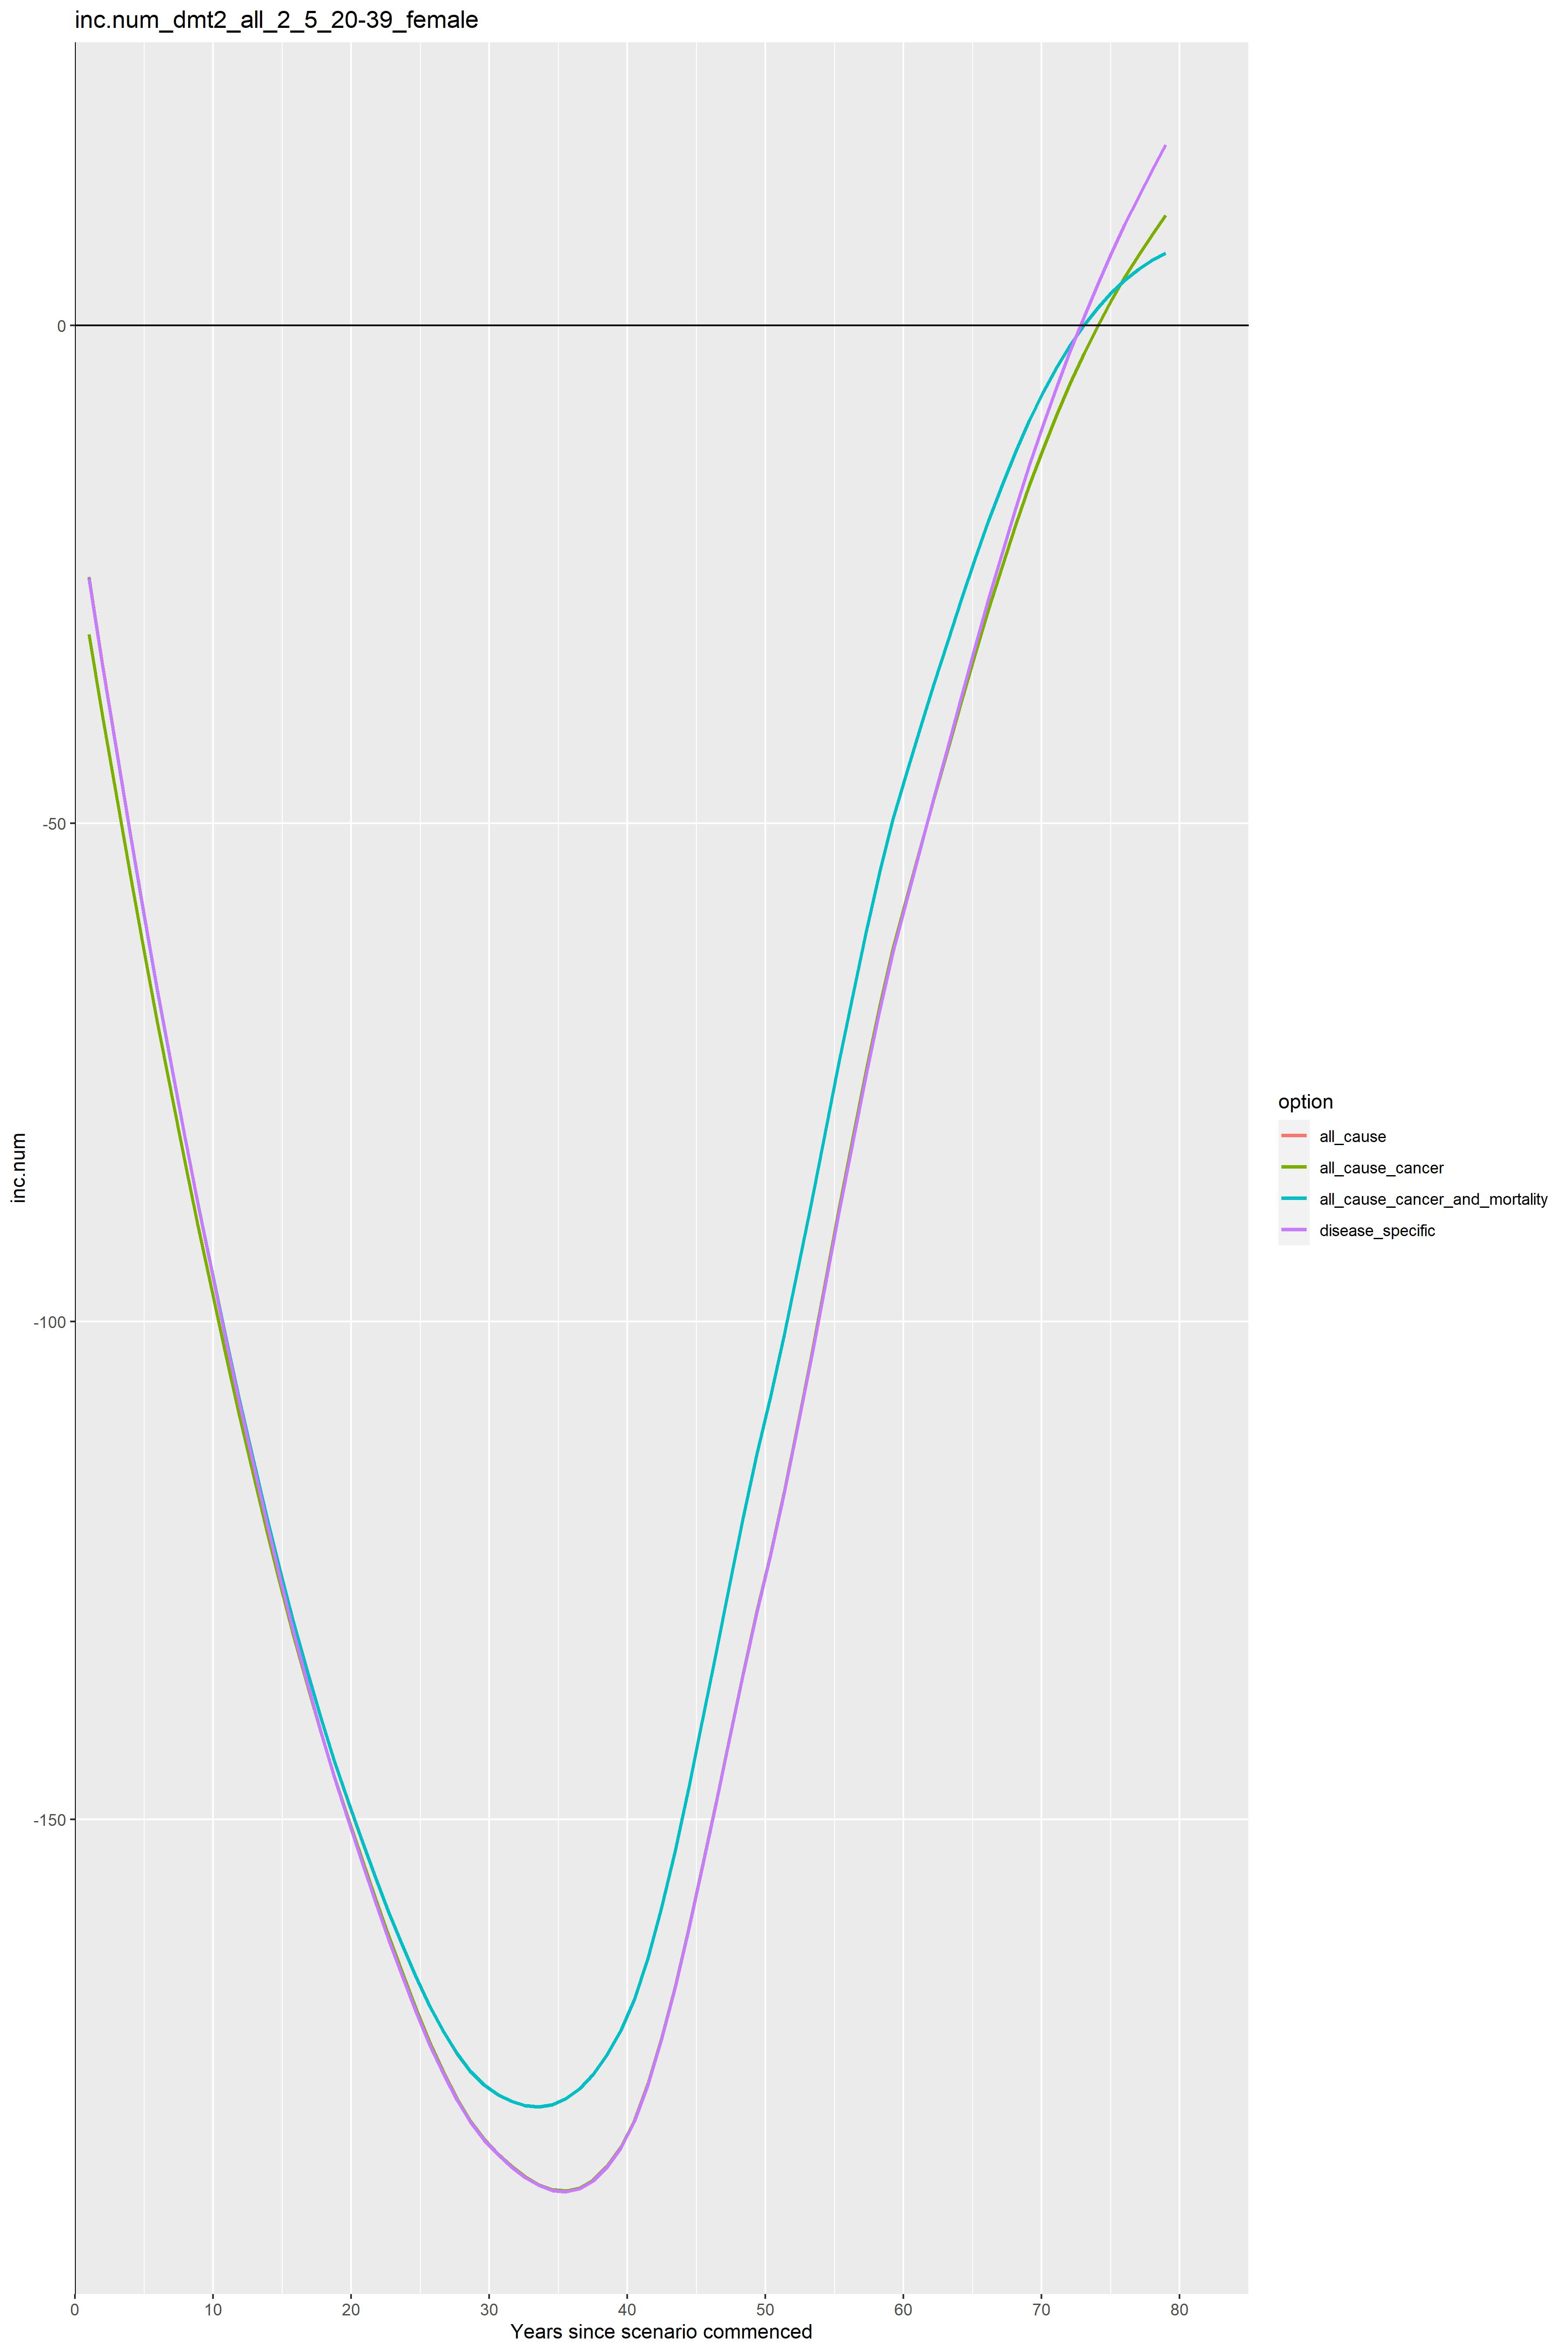 inc.num_dmt2_all_2_5_20-39_female
inc.num
0
-50
-100
-150
0 10 20 30 40 50 60 70 80
Years since scenario commenced
option
all_cause
all_cause_cancer
all_cause_cancer_and_mortality
disease_specific